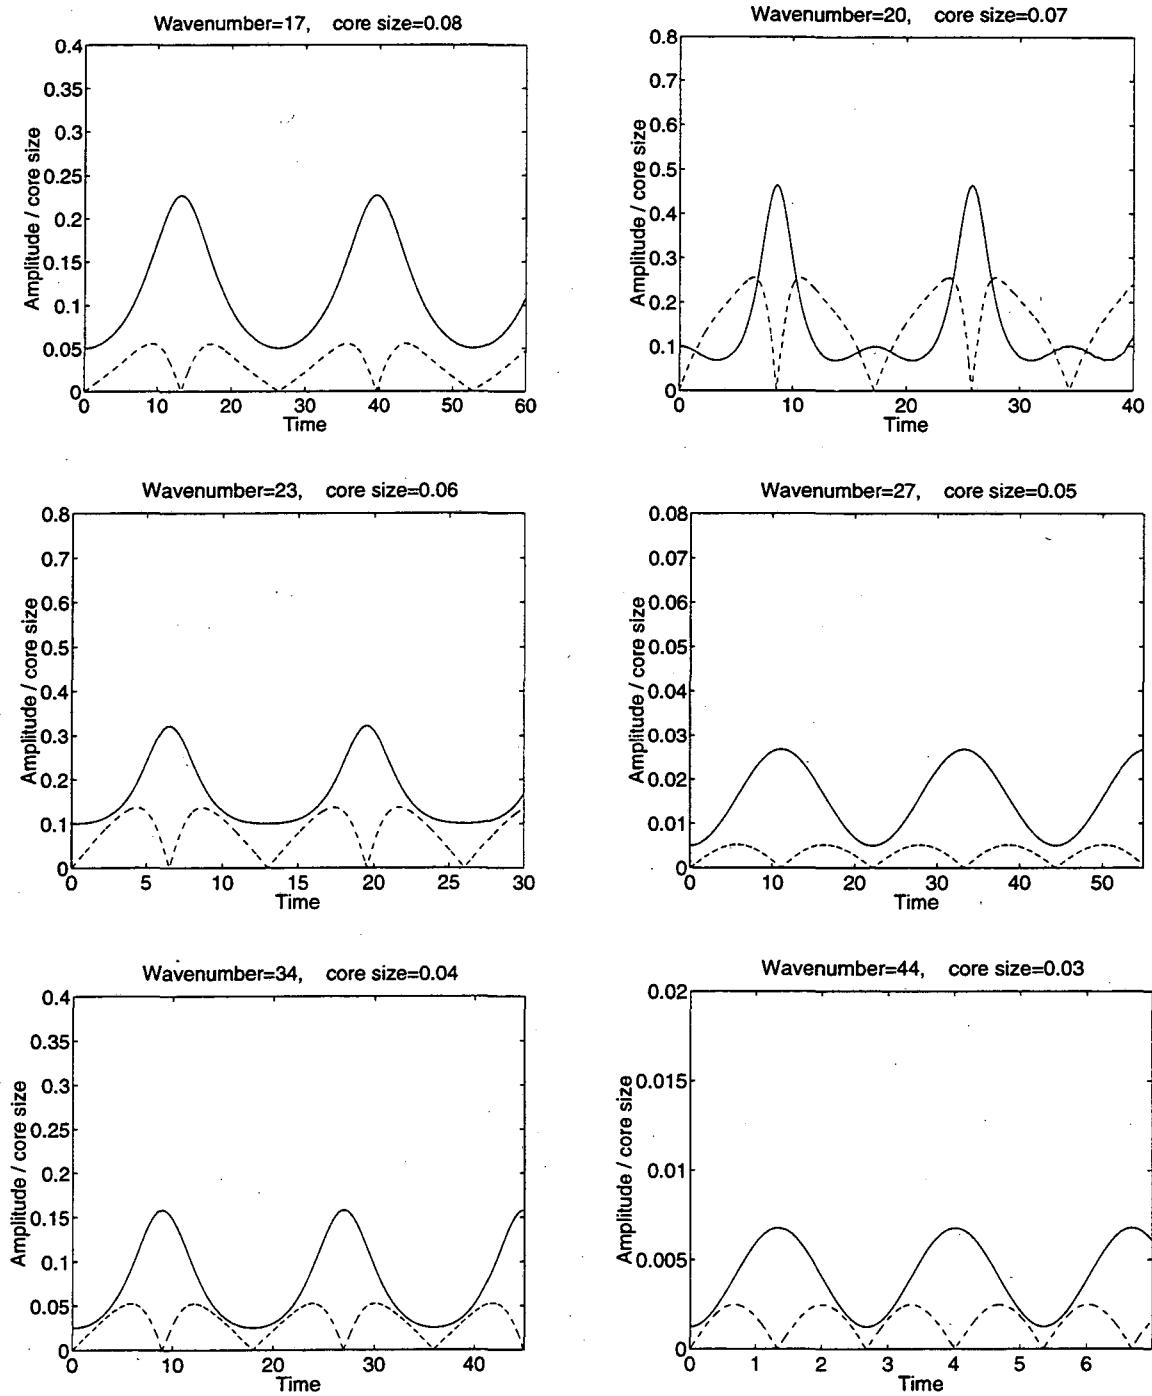 Wavenumber=17, core size=0.08
0.4
0.35
0.3
0.25
0.2
0.15
0.1
0.05
0
Amplitude / core size
0 10 20 30 40 50 60
Time
Wavenumber=20, core size=0.07
0.8
0.7
0.6
0.5
0.4
0.3
0.2
0.1
0
Amplitude / core size
0 10 20 30 40
Time
Wavenumber=23, core size=0.06
0.8
0.7
0.6
0.5
0.4
0.3
0.2
0.1
0
Amplitude / core size
0 5 10 15 20 25 30
Time
Wavenumber=27, core size=0.05
0.08
0.07
0.06
0.05
0.04
0.03
0.02
0.01
0
Amplitude / core size
0 10 20 30 40 50
Time
Wavenumber=34, core size=0.04
0.4
0.35
0.3
0.25
0.2
0.15
0.1
0.05
0
Amplitude / core size
0 10 20 30 40
Time
Wavenumber=44, core size=0.03
0.02
0.015
0.01
0.005
0
Amplitude / core size
0 1 2 3 4 5 6
Time